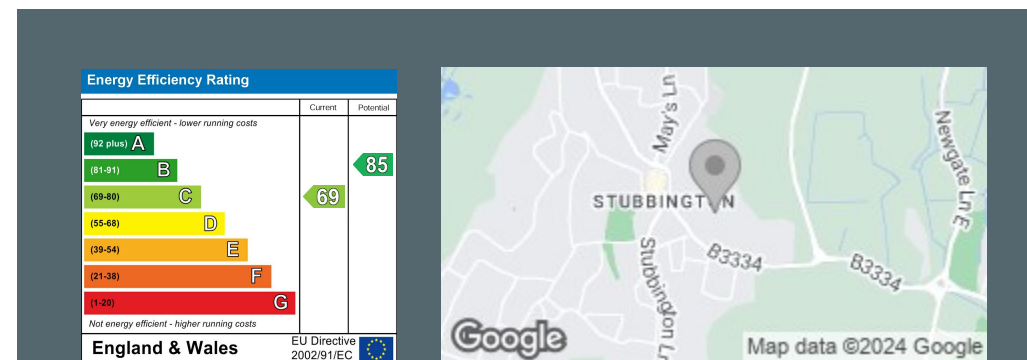 Energy Efficiency Rating
Current Potential
Very energy efficient - lower running costs
(92 plus) A
(81-91) B
85
(69-80) C
69
(55-68) D
(39-54) E
(21-38) F
(1-20) G
Not energy efficient - higher running costs
England & Wales
EU Directive
2002/91/EC
May's Ln
Newgate Ln E
STUBBINGTON
B3334
B3334
Stubbington Ln
Google
Map data ©2024 Google